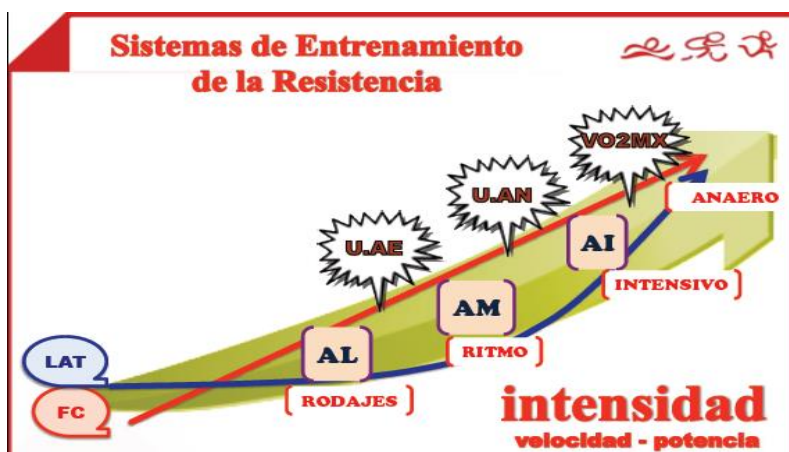 Sistemas de Entrenamiento
de la Resistencia
VO2MX
U.AN
ANAERO
U.AE
AI
INTENSIVO
AM
RITMO
LAT
AL
RODAJES
FC
intensidad
velocidad - potencia